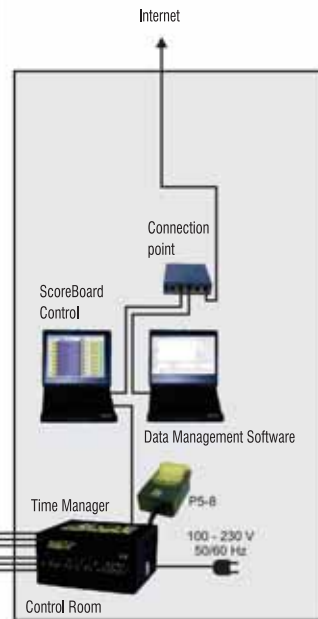 Internet
Connection
point
ScoreBoard
Control
Data Management Software
Time Manager
P5-8
100 - 230 V
50/60 Hz
Control Room